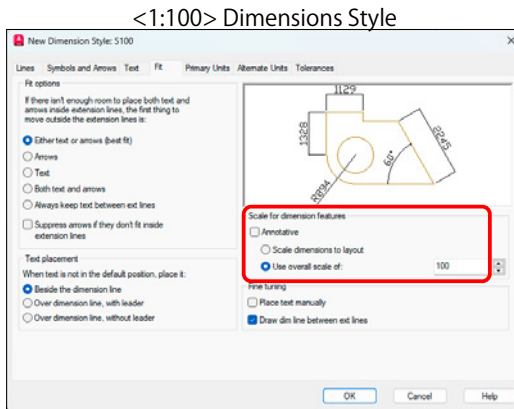 <1:100> Dimensions Style
New Dimension Style: S100
Lines Symbols and Arrows Text Fit Primary Units Alternate Units Tolerances
Fit options
If there isn't enough room to place both text and
arrows inside extension lines, the first thing to
move outside the extension lines is:
Either text or arrows (best fit)
Arrows
Text
Both text and arrows
Always keep text between ext lines
Suppress arrows if they don't fit inside
extension lines
Text placement
When text is not in the default position, place it:
Beside the dimension line
Over dimension line, with leader
Over dimension line, without leader
1129
1328
2245
60°
R894
Scale for dimension features
Annotative
Scale dimensions to layout
Use overall scale of: 100
Fine tuning
Place text manually
Draw dim line between ext lines
OK Cancel Help